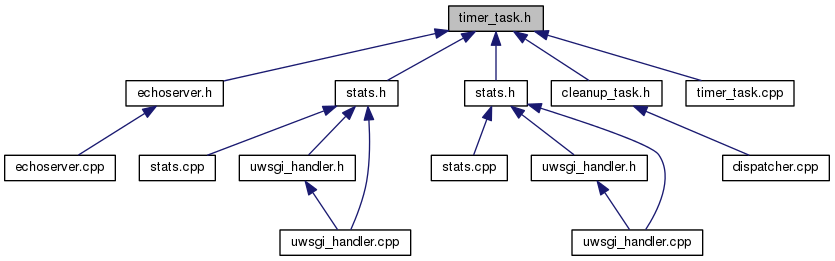 timer_task.h
echoserver.h
stats.h
stats.h
cleanup_task.h
timer_task.cpp
echoserver.cpp
stats.cpp
uwsgi_handler.h
stats.cpp
uwsgi_handler.h
dispatcher.cpp
uwsgi_handler.cpp
uwsgi_handler.cpp